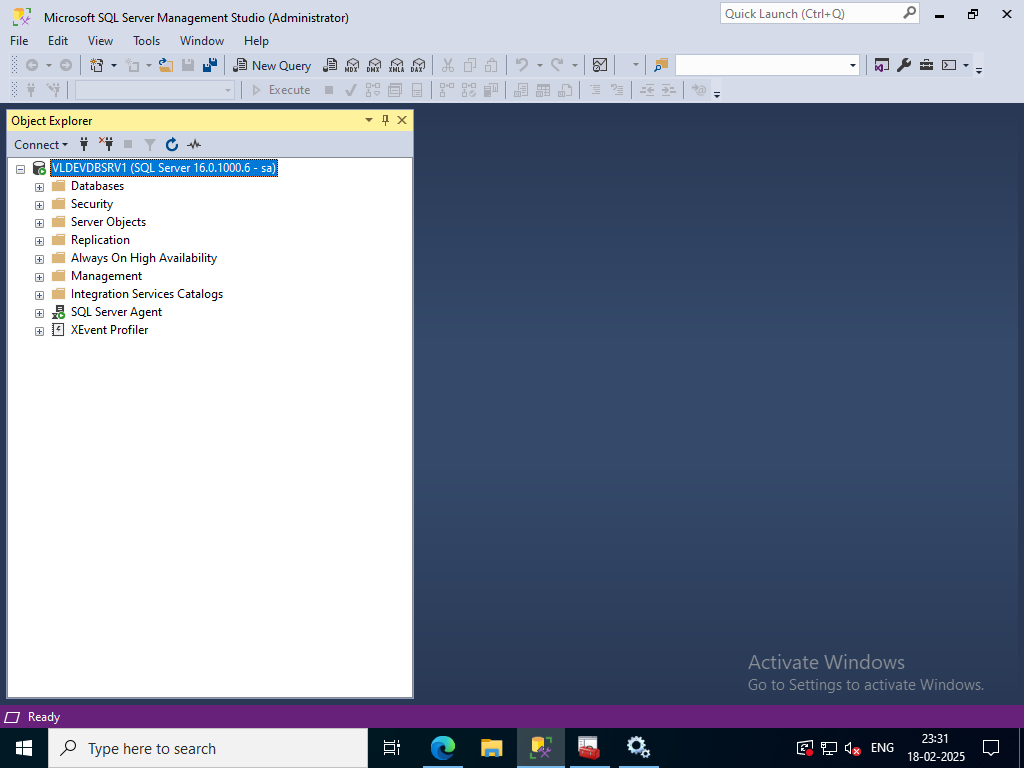 Microsoft SQL Server Management Studio (Administrator)
Quick Launch (Ctrl+Q)
File Edit View Tools Window Help
New Query
MDX DMX XMLA DAX
Execute
Object Explorer
Connect
VLDEVDBSRV1 (SQL Server 16.0.1000.6 - sa)
Databases
Security
Server Objects
Replication
Always On High Availability
Management
Integration Services Catalogs
SQL Server Agent
XEvent Profiler
Activate Windows
Go to Settings to activate Windows.
Ready
Type here to search
ENG
23:31
18-02-2025